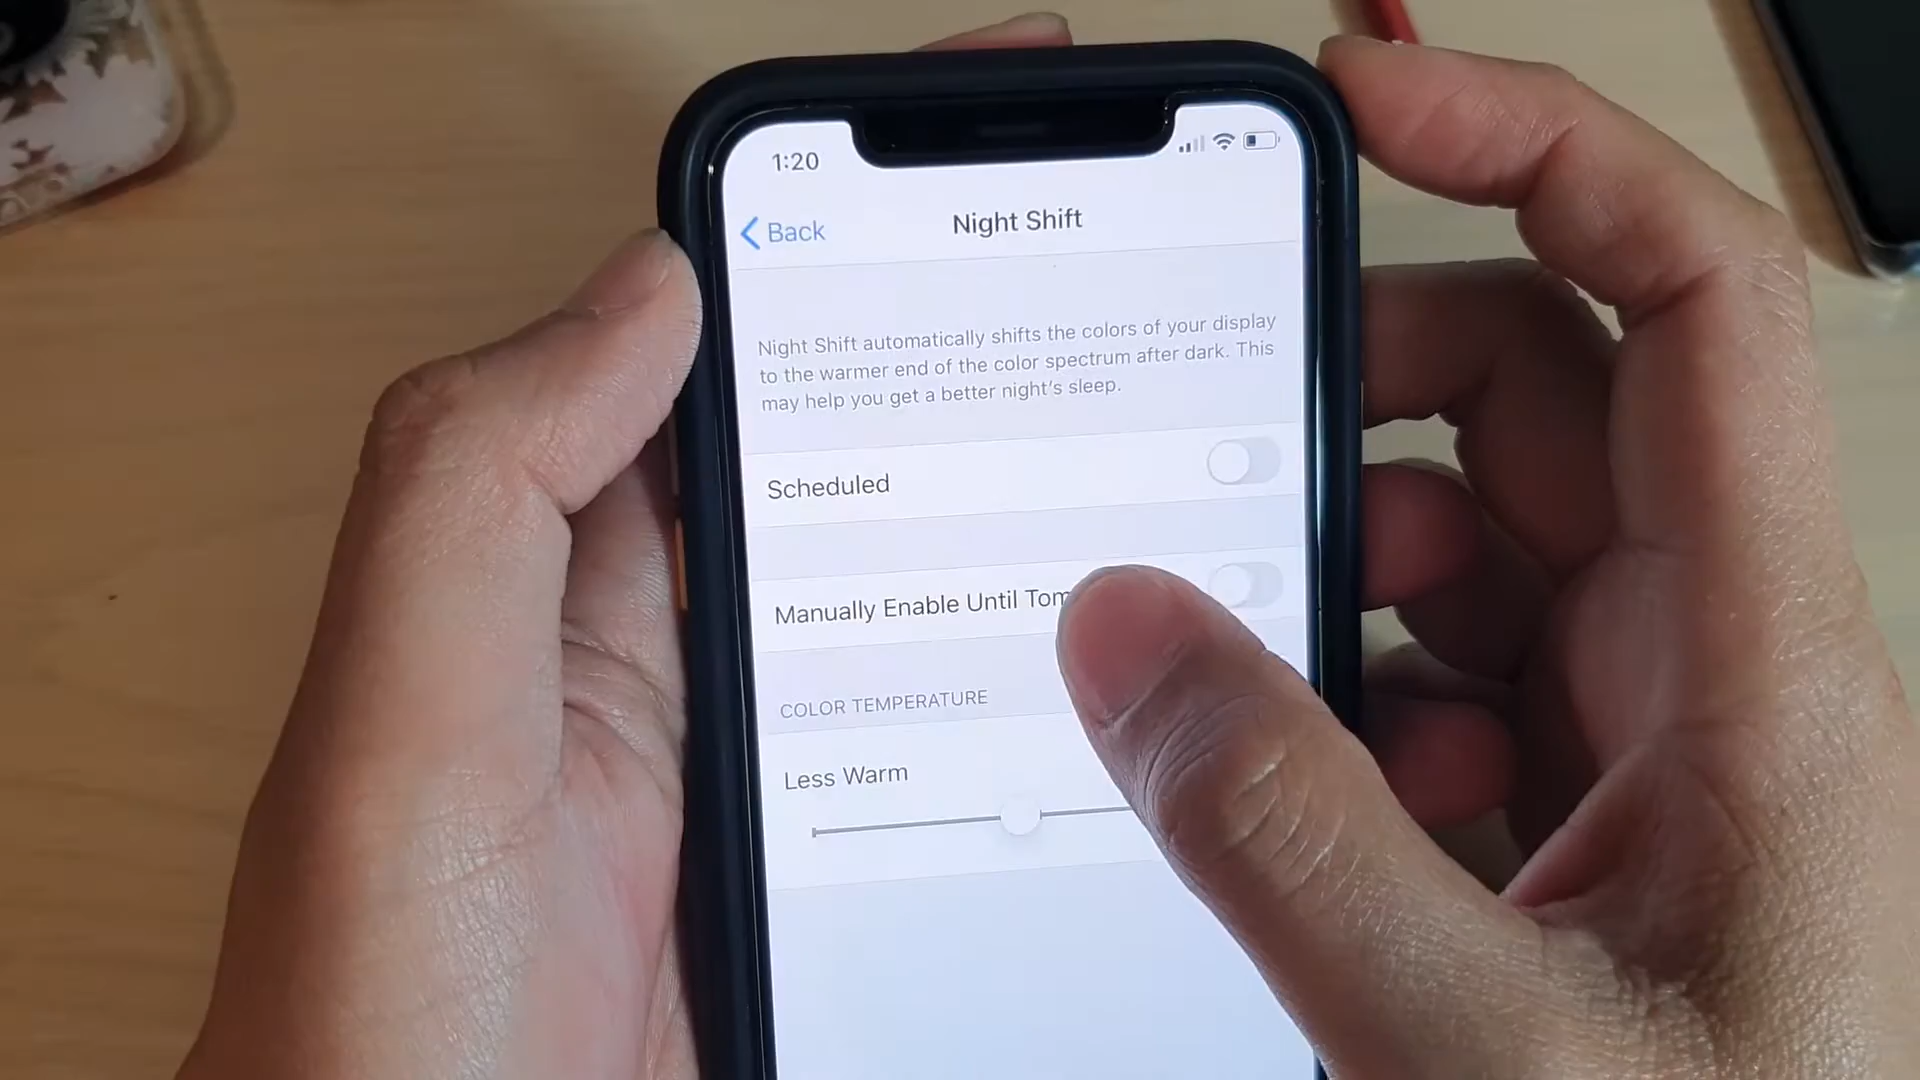 1:20
Back
Night Shift
Night Shift automatically shifts the colors of your display
to the warmer end of the color spectrum after dark. This
may help you get a better night's sleep.
Scheduled
Manually Enable Until Tom
COLOR TEMPERATURE
Less Warm